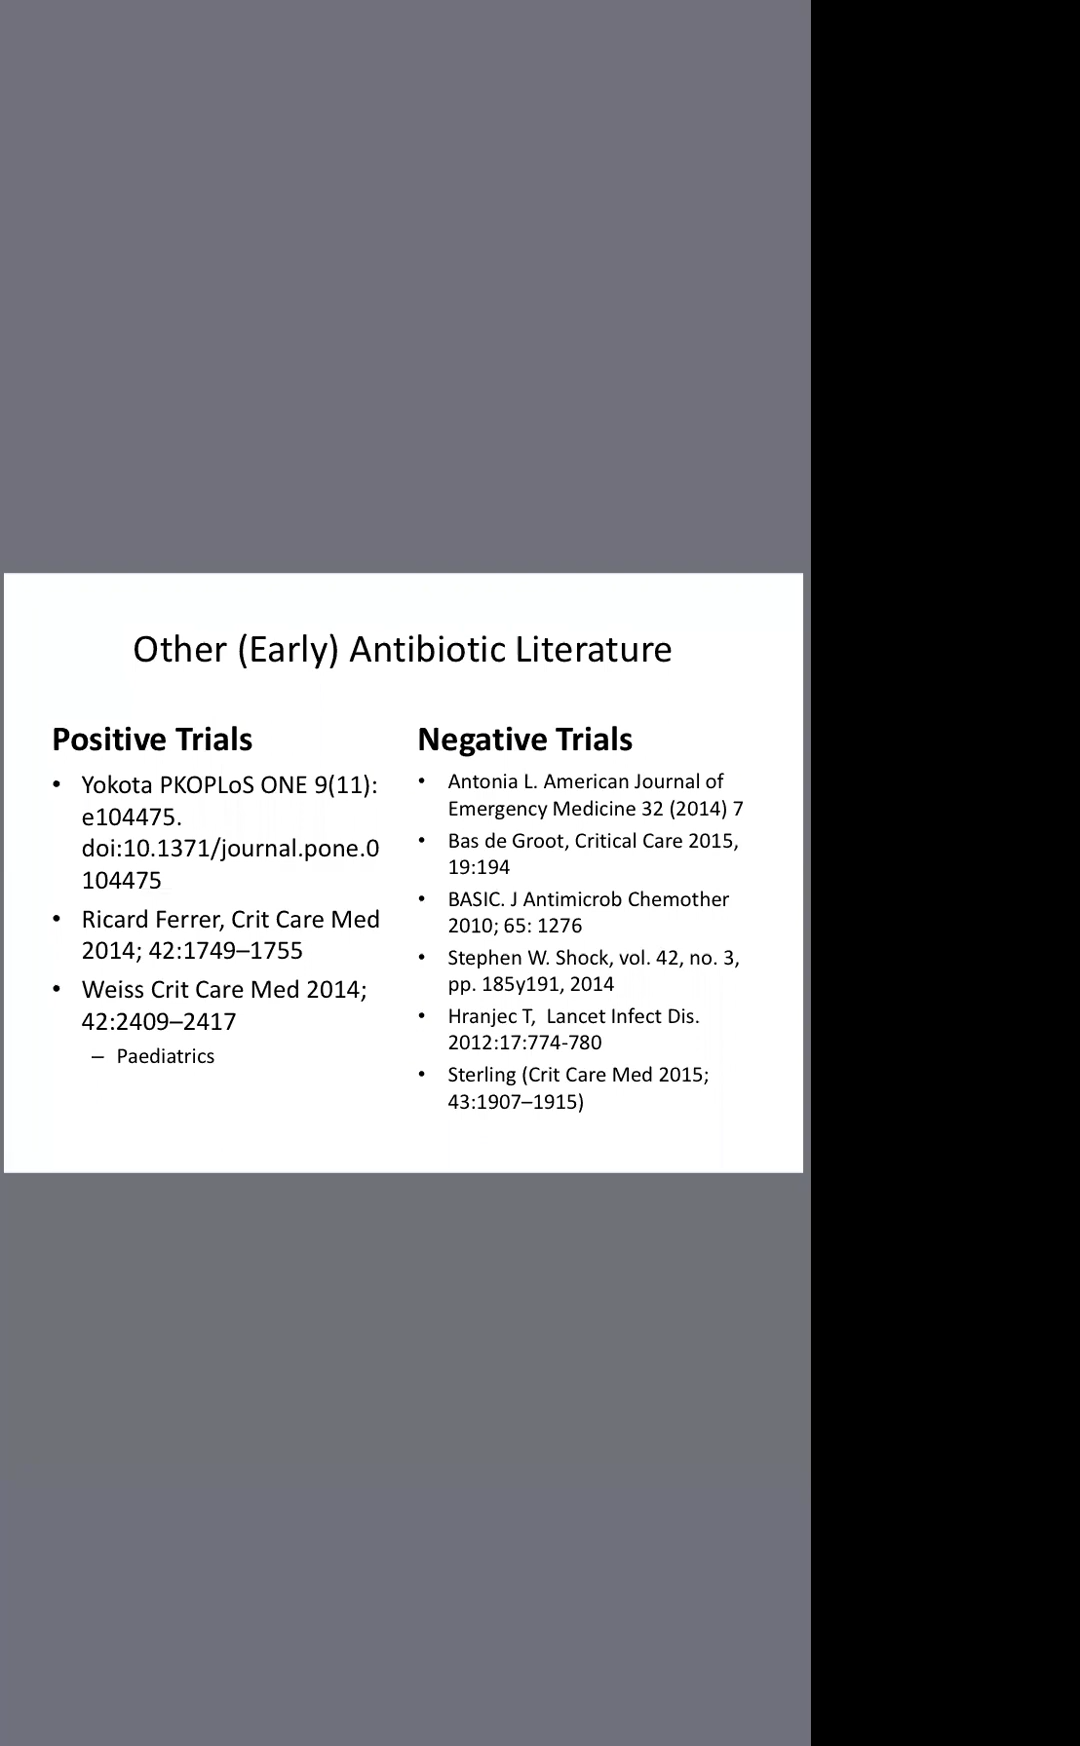 Other (Early) Antibiotic Literature
Positive Trials
• Yokota PKOPLoS ONE 9(11):
e104475.
doi:10.1371/journal.pone.0
104475
• Ricard Ferrer, Crit Care Med
2014; 42:1749–1755
• Weiss Crit Care Med 2014;
42:2409–2417
– Paediatrics
Negative Trials
• Antonia L. American Journal of
Emergency Medicine 32 (2014) 7
• Bas de Groot, Critical Care 2015,
19:194
• BASIC. J Antimicrob Chemother
2010; 65: 1276
• Stephen W. Shock, vol. 42, no. 3,
pp. 185y191, 2014
• Hranjec T, Lancet Infect Dis.
2012:17:774-780
• Sterling (Crit Care Med 2015;
43:1907–1915)